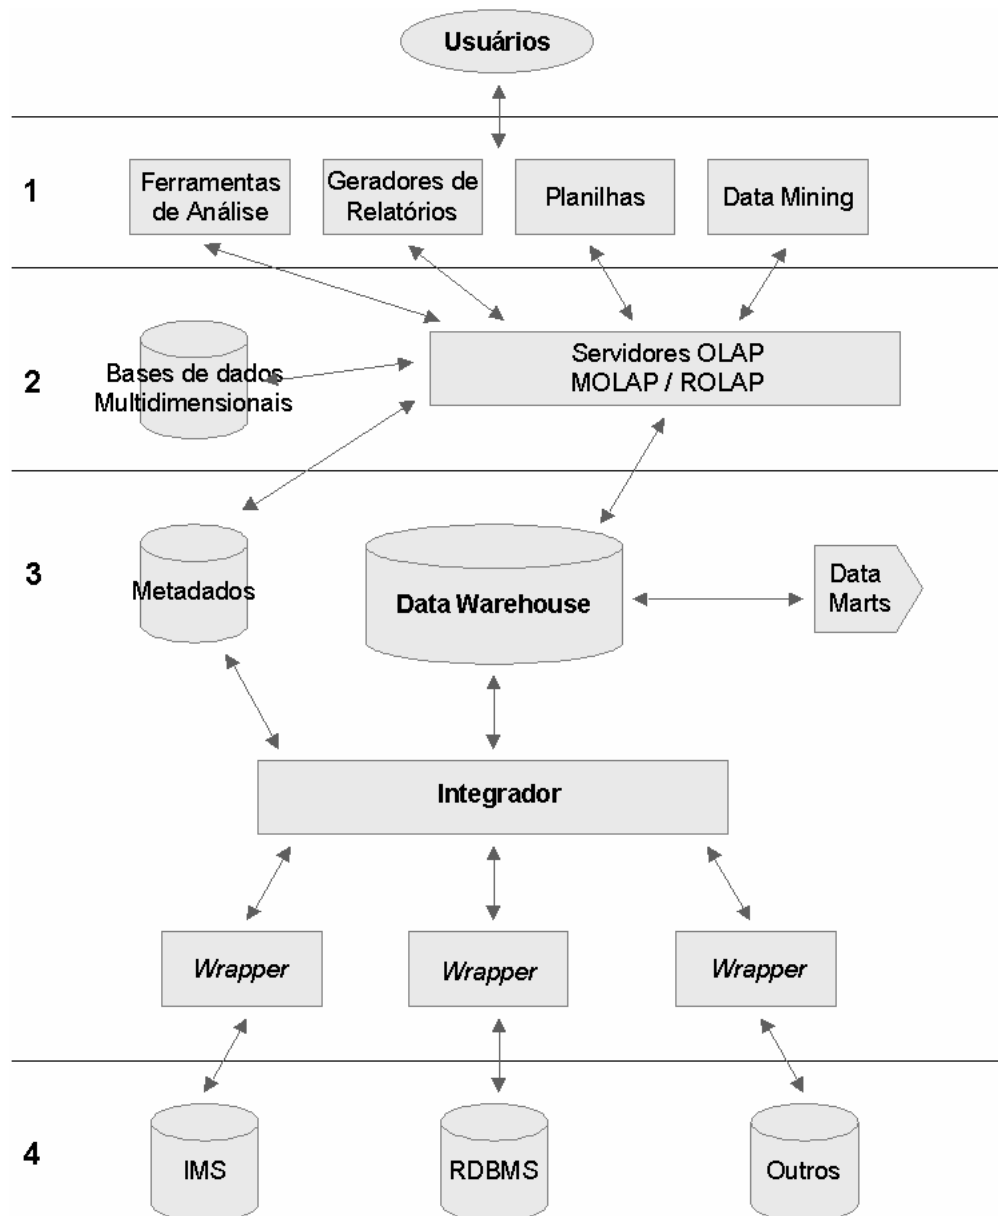 Usuários
1
Ferramentas
de Análise
Geradores de
Relatórios
Planilhas
Data Mining
2
Bases de dados
Multidimensionais
Servidores OLAP
MOLAP / ROLAP
3
Metadados
Data Warehouse
Data
Marts
Integrador
Wrapper
Wrapper
Wrapper
4
IMS
RDBMS
Outros